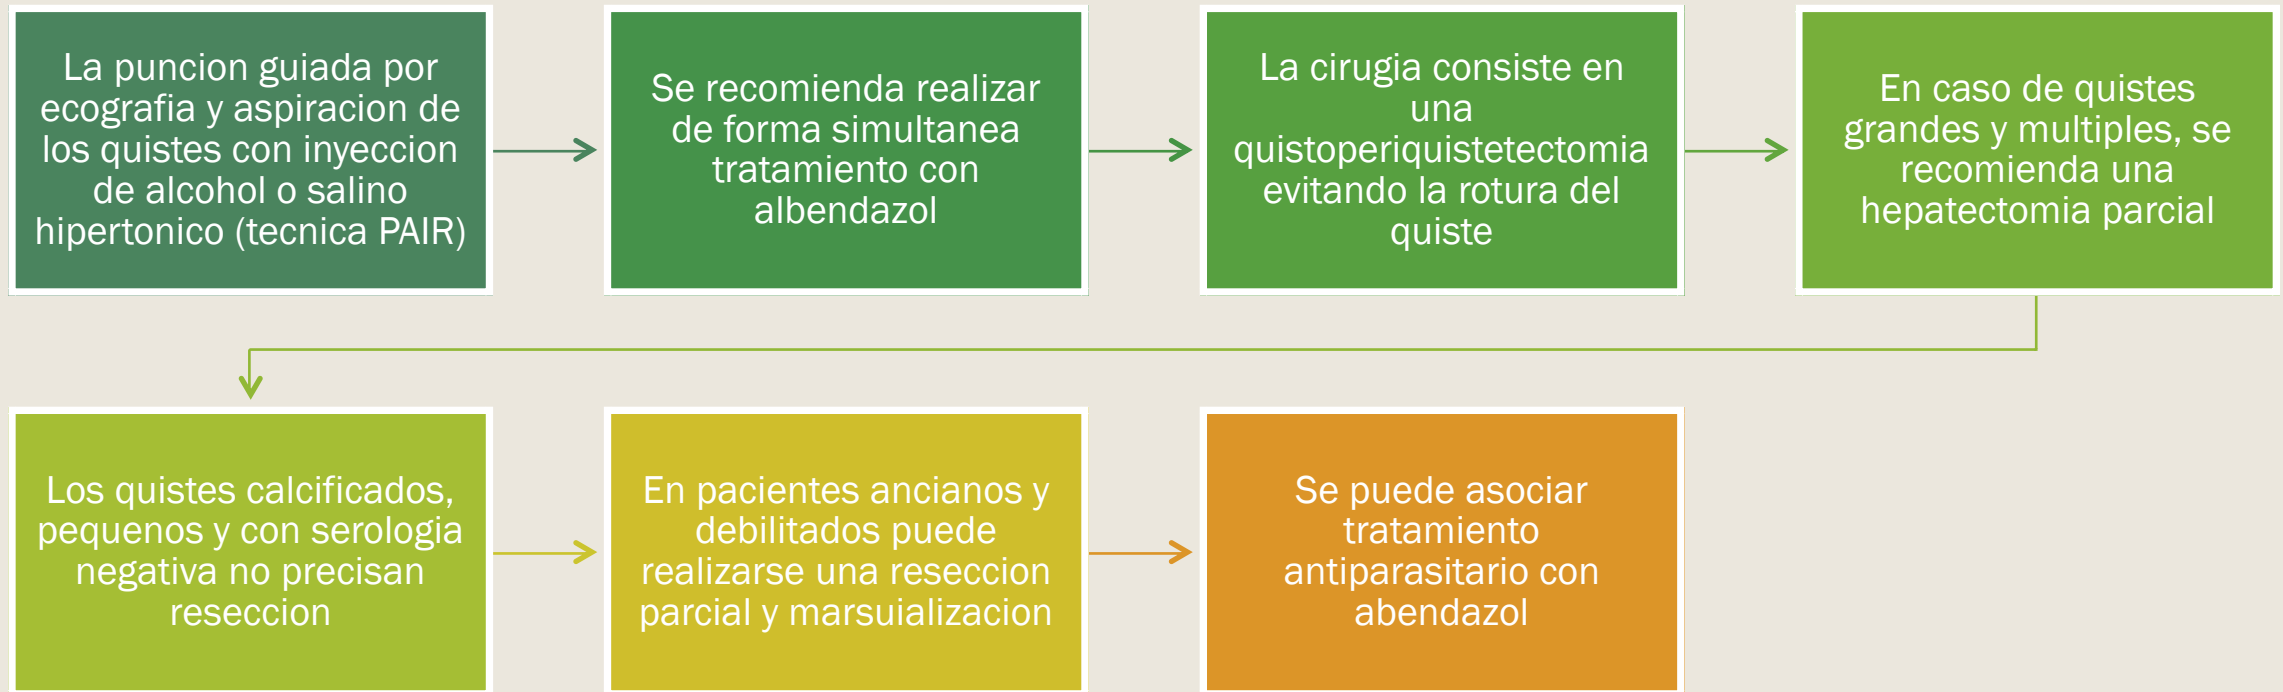 La puncion guiada por
ecografia y aspiracion de
los quistes con inyeccion
de alcohol o salino
hipertonico (tecnica PAIR)
Se recomienda realizar
de forma simultanea
tratamiento con
albendazol
La cirugia consiste en
una
quistoperiquistetectomia
evitando la rotura del
quiste
En caso de quistes
grandes y multiples, se
recomienda una
hepatectomia parcial
Los quistes calcificados,
pequenos y con serologia
negativa no precisan
reseccion
En pacientes ancianos y
debilitados puede
realizarse una reseccion
parcial y marsuializacion
Se puede asociar
tratamiento
antiparasitario con
abendazol